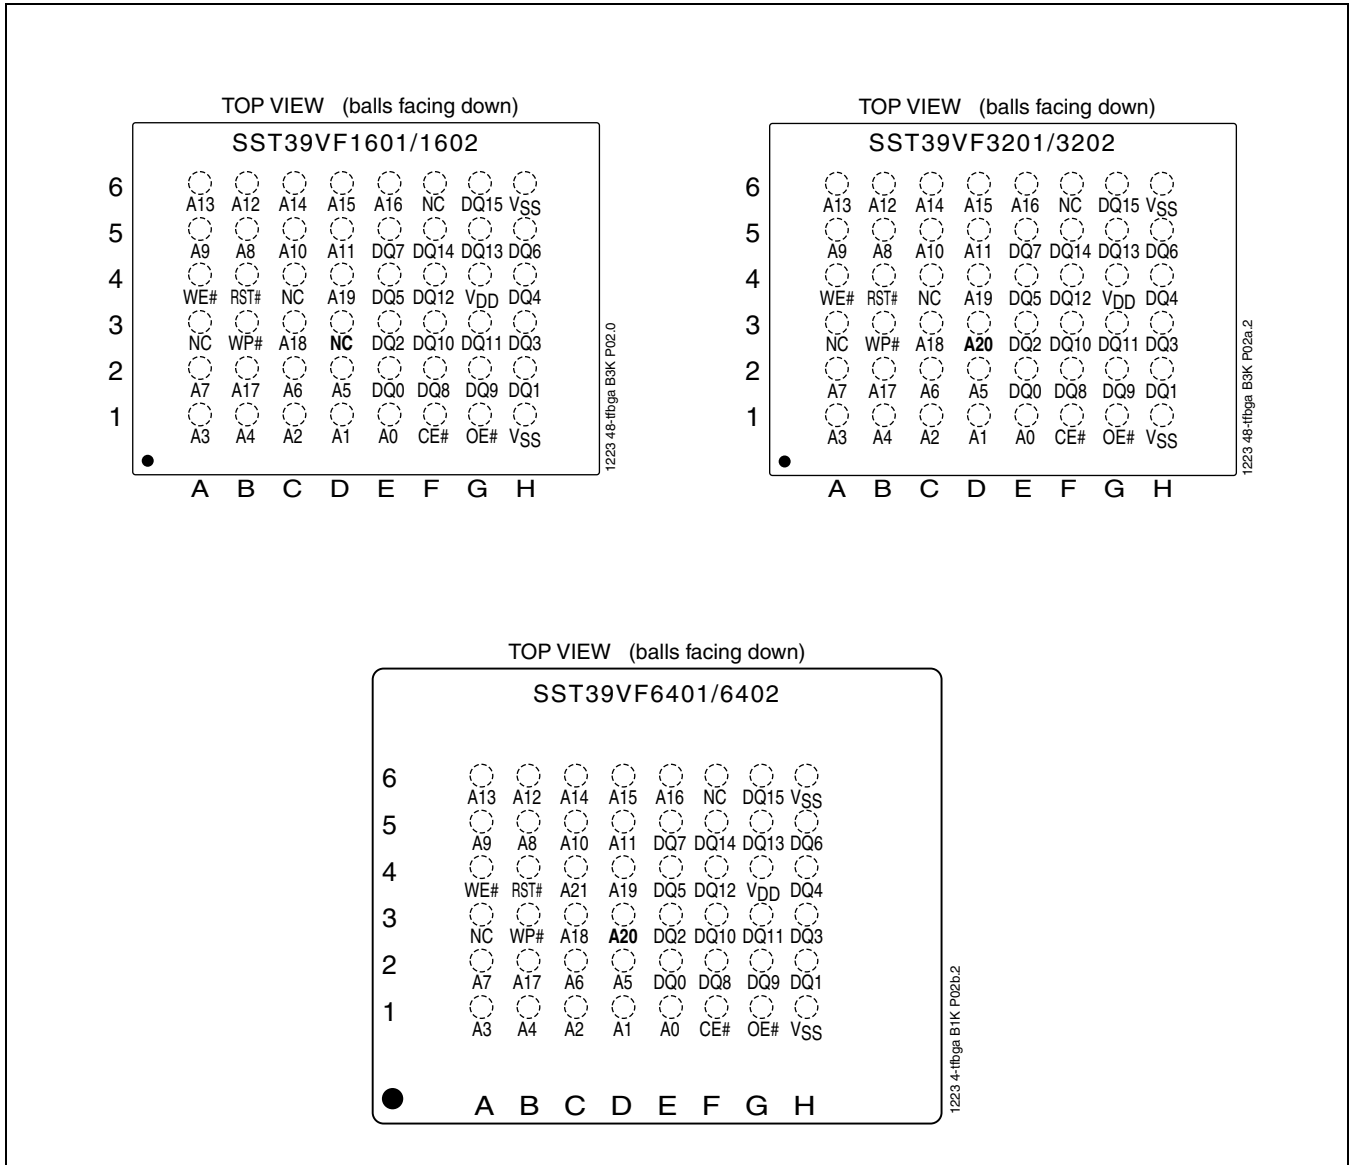 TOP VIEW (balls facing down)
SST39VF1601/1602
6
A13 A12 A14 A15 A16 NC DQ15 VSS
5
A9 A8 A10 A11 DQ7 DQ14 DQ13 DQ6
4
WE# RST# NC A19 DQ5 DQ12 VDD DQ4
3
NC WP# A18 NC DQ2 DQ10 DQ11 DQ3
2
A7 A17 A6 A5 DQ0 DQ8 DQ9 DQ1
1
A3 A4 A2 A1 A0 CE# OE# VSS
A B C D E F G H
1223 48-tfbga B3K P02.0
TOP VIEW (balls facing down)
SST39VF3201/3202
6
A13 A12 A14 A15 A16 NC DQ15 VSS
5
A9 A8 A10 A11 DQ7 DQ14 DQ13 DQ6
4
WE# RST# NC A19 DQ5 DQ12 VDD DQ4
3
NC WP# A18 A20 DQ2 DQ10 DQ11 DQ3
2
A7 A17 A6 A5 DQ0 DQ8 DQ9 DQ1
1
A3 A4 A2 A1 A0 CE# OE# VSS
A B C D E F G H
1223 48-tfbga B3K P02a.2
TOP VIEW (balls facing down)
SST39VF6401/6402
6
A13 A12 A14 A15 A16 NC DQ15 VSS
5
A9 A8 A10 A11 DQ7 DQ14 DQ13 DQ6
4
WE# RST# A21 A19 DQ5 DQ12 VDD DQ4
3
NC WP# A18 A20 DQ2 DQ10 DQ11 DQ3
2
A7 A17 A6 A5 DQ0 DQ8 DQ9 DQ1
1
A3 A4 A2 A1 A0 CE# OE# VSS
A B C D E F G H
1223 4-tfbga B1K P02b.2